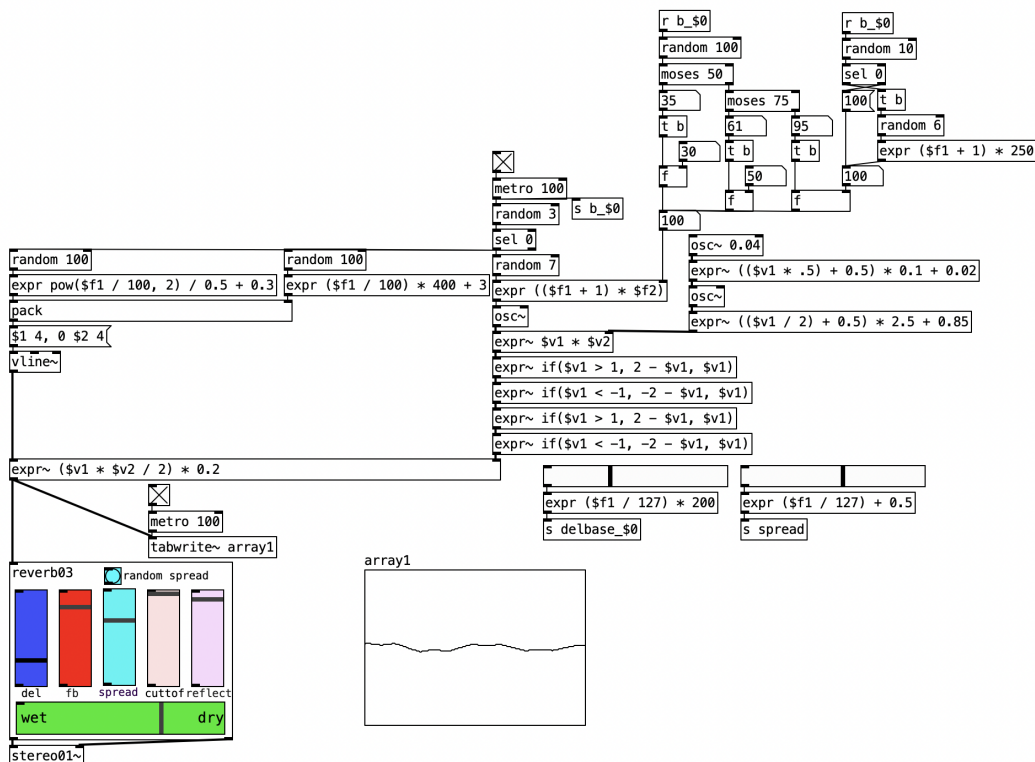 r b_$0
random 100
moses 50
35
moses 75
t b
61
95
30
t b
t b
f
50
f
f
100
r b_$0
random 10
sel 0
100
t b
random 6
expr ($f1 + 1) * 250
100
metro 100
s b_$0
random 3
sel 0
random 7
expr (($f1 + 1) * $f2)
osc~
expr~ $v1 * $v2
expr~ if($v1 > 1, 2 - $v1, $v1)
expr~ if($v1 < -1, -2 - $v1, $v1)
expr~ if($v1 > 1, 2 - $v1, $v1)
expr~ if($v1 < -1, -2 - $v1, $v1)
osc~ 0.04
expr~ (($v1 * .5) + 0.5) * 0.1 + 0.02
osc~
expr~ (($v1 / 2) + 0.5) * 2.5 + 0.85
random 100
random 100
expr pow($f1 / 100, 2) / 0.5 + 0.3
expr ($f1 / 100) * 400 + 3
pack
$1 4, 0 $2 4
vline~
expr~ ($v1 * $v2 / 2) * 0.2
metro 100
tabwrite~ array1
expr ($f1 / 127) * 200
s delbase_$0
expr ($f1 / 127) + 0.5
s spread
array1
reverb03
random spread
del
fb
spread
cuttof
reflect
wet
dry
stereo01~